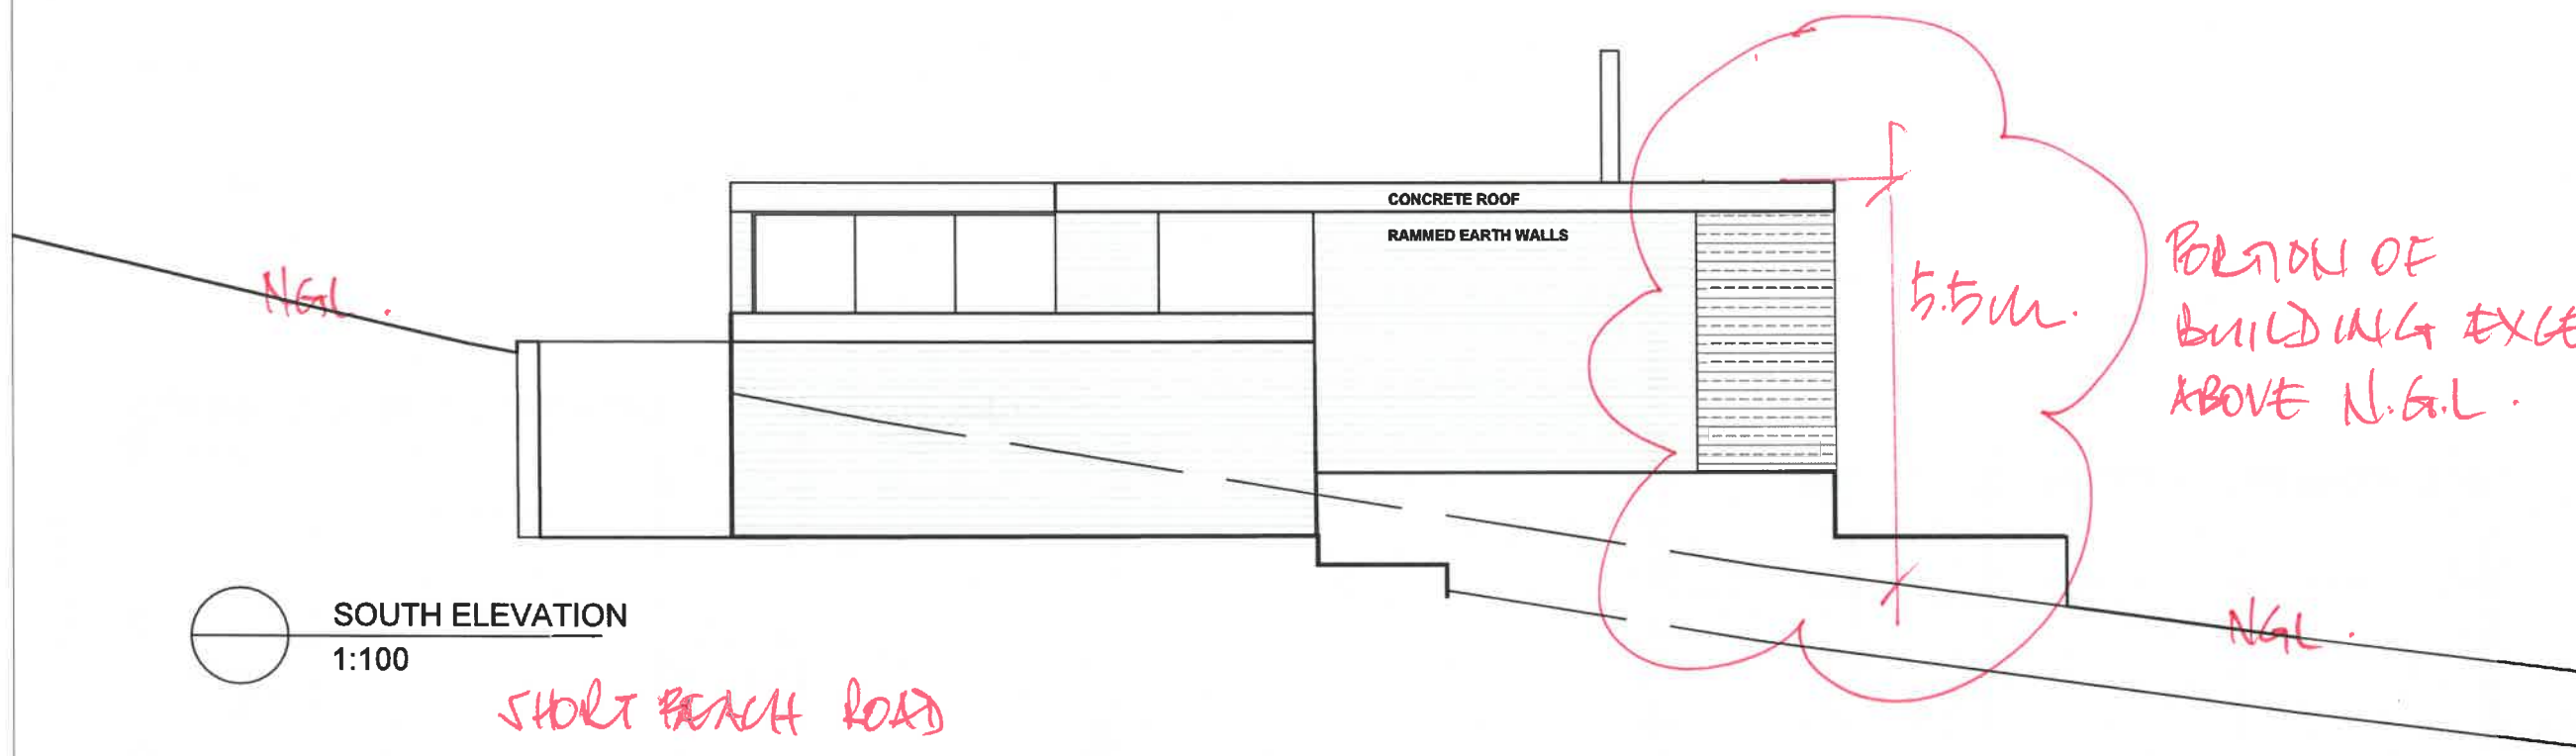 CONCRETE ROOF
RAMMED EARTH WALLS
NGL.
5.5m.
PORTION OF
BUILDING EXCE
ABOVE N.G.L.
SOUTH ELEVATION
1:100
NGL.
SHORT BEACH ROAD